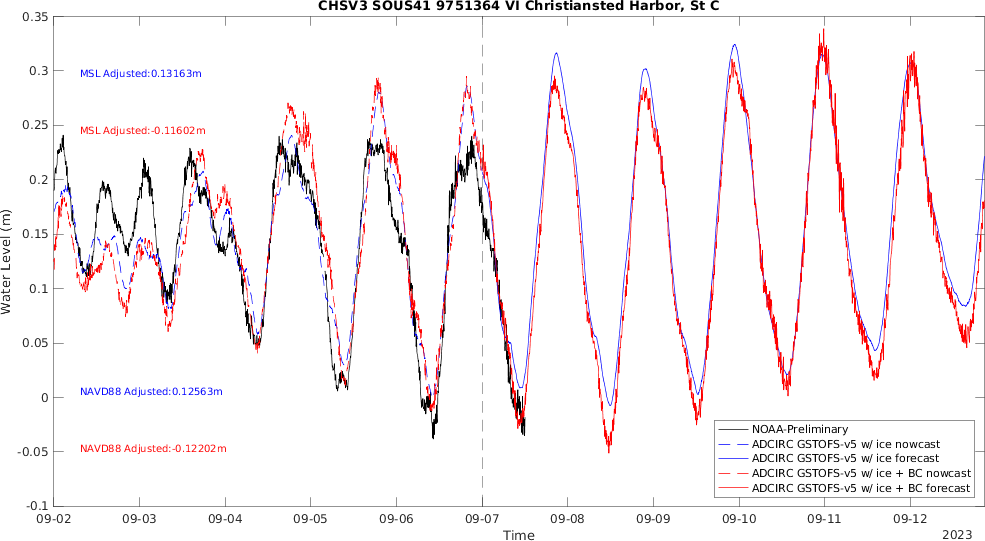 CHSV3 SOUS41 9751364 VI Christiansted Harbor, St C
0.35
0.3
0.25
0.2
0.15
0.1
0.05
0
-0.05
-0.1
Water Level (m)
MSL Adjusted:0.13163m
MSL Adjusted:-0.11602m
NAVD88 Adjusted:0.12563m
NAVD88 Adjusted:-0.12202m
NOAA-Preliminary
ADCIRC GSTOFS-v5 w/ ice nowcast
ADCIRC GSTOFS-v5 w/ ice forecast
ADCIRC GSTOFS-v5 w/ ice + BC nowcast
ADCIRC GSTOFS-v5 w/ ice + BC forecast
09-02 09-03 09-04 09-05 09-06 09-07 09-08 09-09 09-10 09-11 09-12
Time
2023